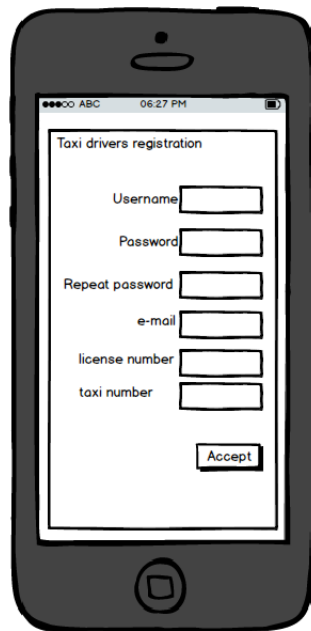 ABC 06:27 PM
Taxi drivers registration
Username
Password
Repeat password
e-mail
license number
taxi number
Accept